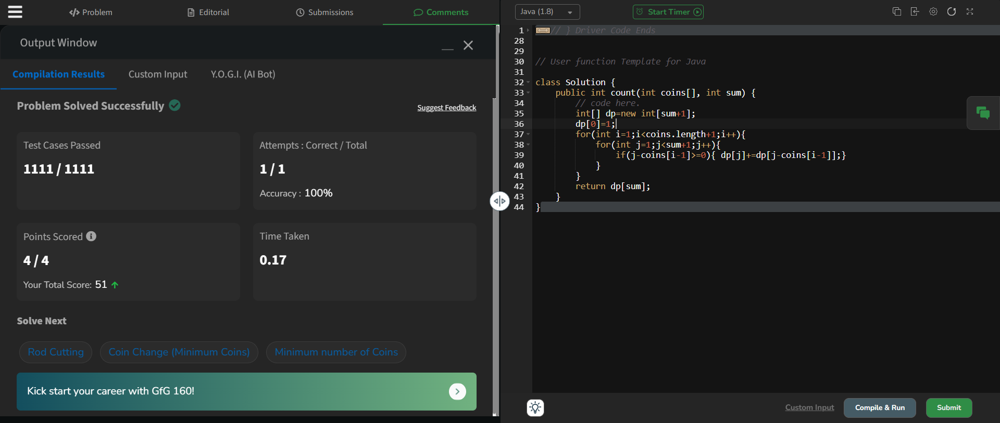 Problem
Editorial
Submissions
Comments
Output Window
Compilation Results
Custom Input
Y.O.G.I. (AI Bot)
Problem Solved Successfully
Suggest Feedback
Test Cases Passed
1111 / 1111
Attempts : Correct / Total
1 / 1
Accuracy : 100%
Points Scored
4 / 4
Your Total Score: 51
Time Taken
0.17
Solve Next
Rod Cutting
Coin Change (Minimum Coins)
Minimum number of Coins
Kick start your career with GfG 160!
Java (1.8)
Start Timer
1 // } Driver Code Ends
28
29
30 // User function Template for Java
31
32 class Solution {
33 public int count(int coins[], int sum) {
34 // code here.
35 int[] dp=new int[sum+1];
36 dp[0]=1;
37 for(int i=1;i<coins.length+1;i++){
38 for(int j=1;j<sum+1;j++){
39 if(j-coins[i-1]>=0){ dp[j]+=dp[j-coins[i-1]];}
40 }
41 }
42 return dp[sum];
43 }
44 }
Custom Input
Compile & Run
Submit